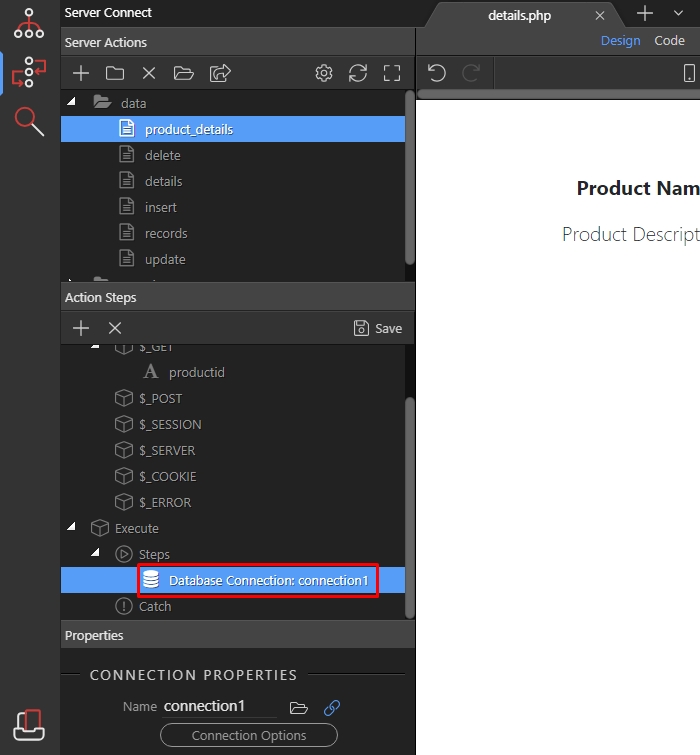 Server Connect
details.php
Server Actions
Design
Code
data
product_details
delete
details
insert
records
update
Action Steps
Save
$_GET
productid
$_POST
$_SESSION
$_SERVER
$_COOKIE
$_ERROR
Execute
Steps
Database Connection: connection1
Catch
Properties
CONNECTION PROPERTIES
Name connection1
Connection Options
Product Nam
Product Descript